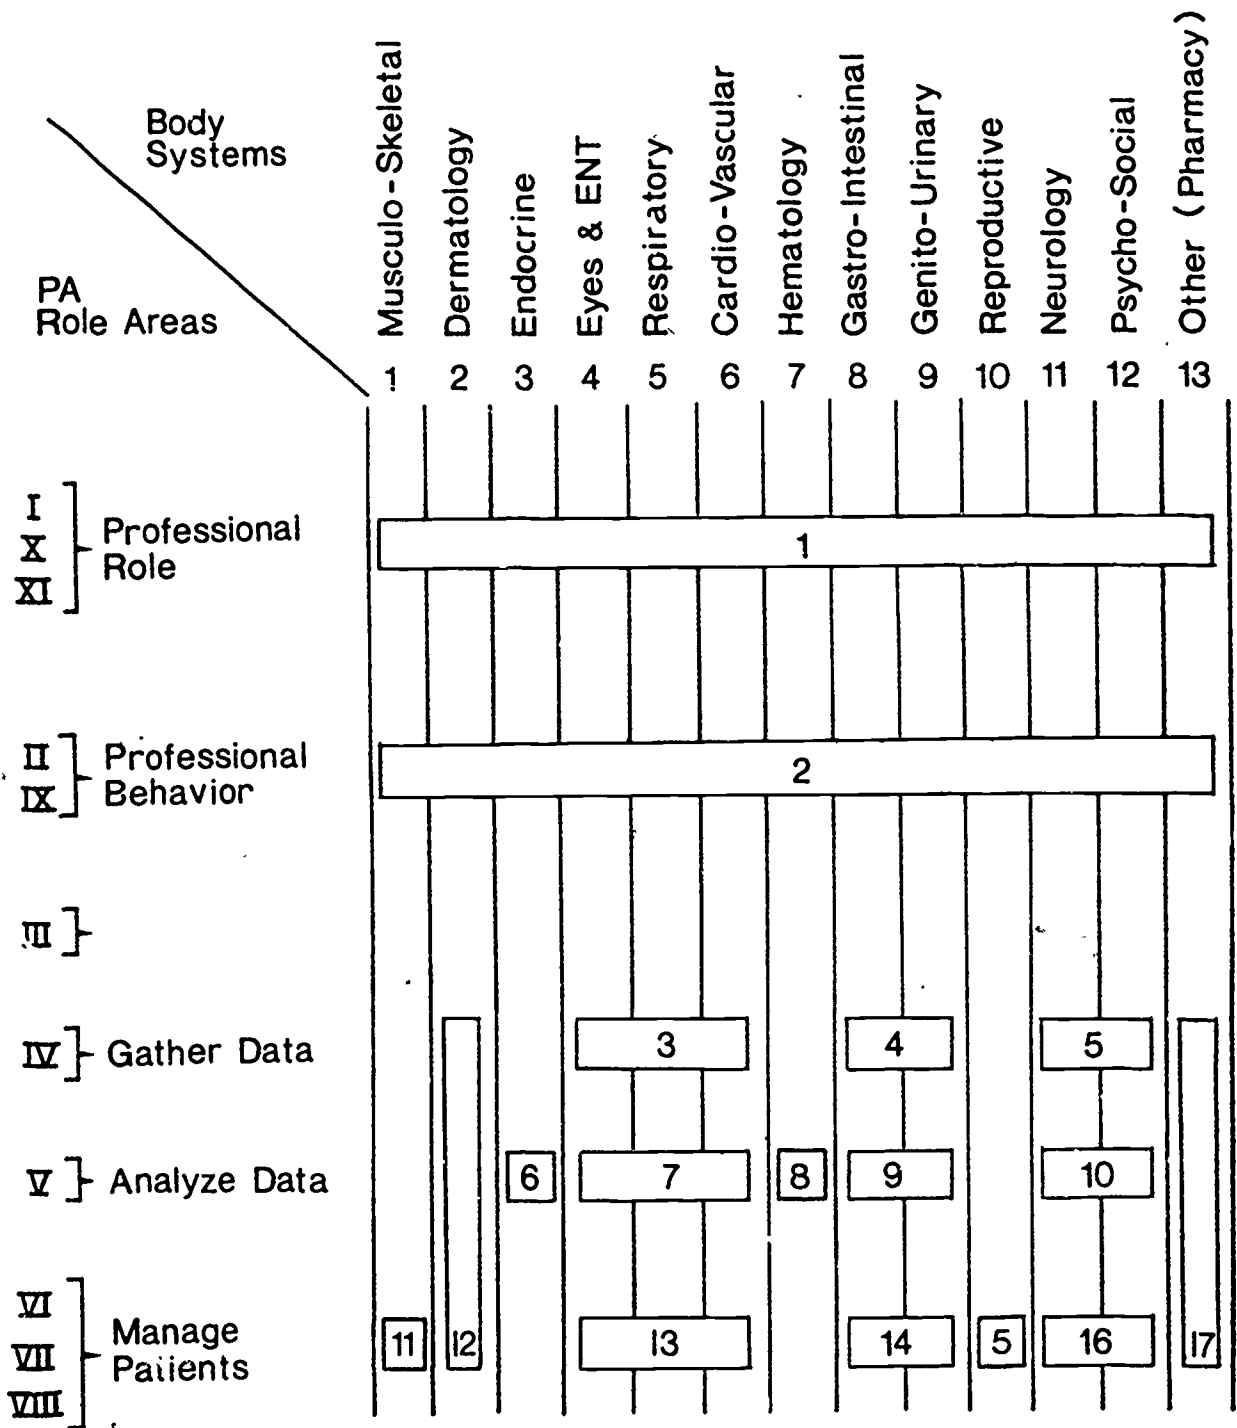 Body
Systems
PA
Role Areas
Musculo-Skeletal
Dermatology
Endocrine
Eyes & ENT
Respiratory
Cardio-Vascular
Hematology
Gastro-Intestinal
Genito-Urinary
Reproductive
Neurology
Psycho-Social
Other (Pharmacy)
1 2 3 4 5 6 7 8 9 10 11 12 13
I
X
XI
Professional
Role
1
II
IX
Professional
Behavior
2
III
IV Gather Data 3 4 5
V Analyze Data 6 7 8 9 10
VI
VII
VIII
Manage
Patients
11 12 13 14 5 16 17